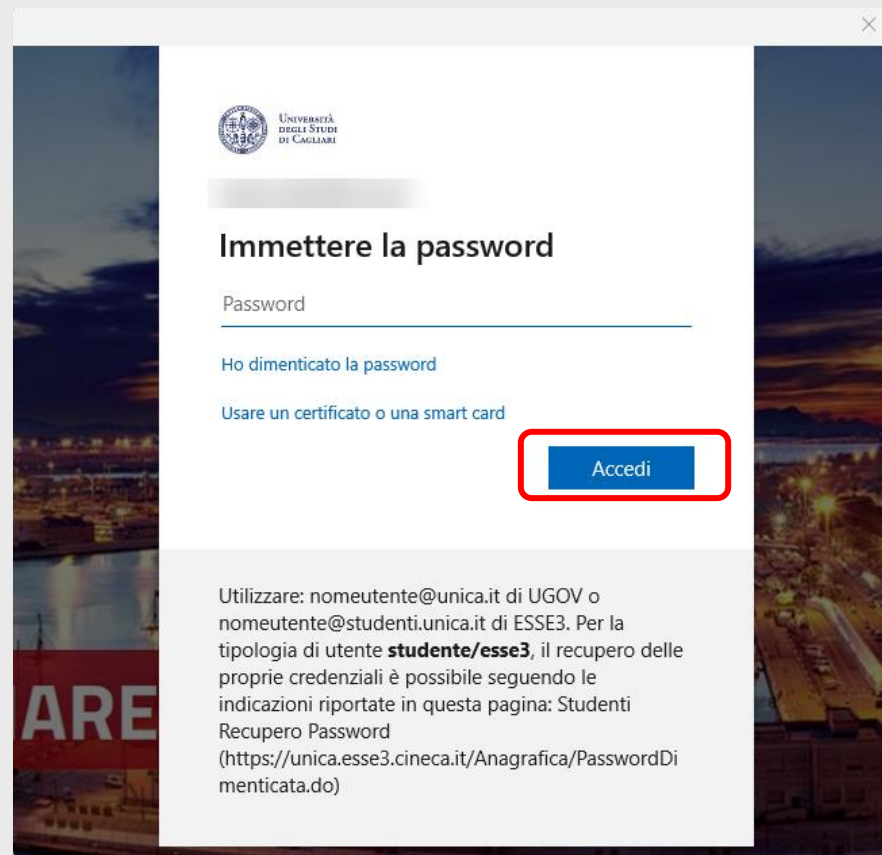 Università
degli Studi
di Cagliari
Immettere la password
Password
Ho dimenticato la password
Usare un certificato o una smart card
Accedi
Utilizzare: nomeutente@unica.it di UGOV o
nomeutente@studenti.unica.it di ESSE3. Per la
tipologia di utente studente/esse3, il recupero delle
proprie credenziali è possibile seguendo le
indicazioni riportate in questa pagina: Studenti
Recupero Password
(https://unica.esse3.cineca.it/Anagrafica/PasswordDi
menticata.do)
ARE